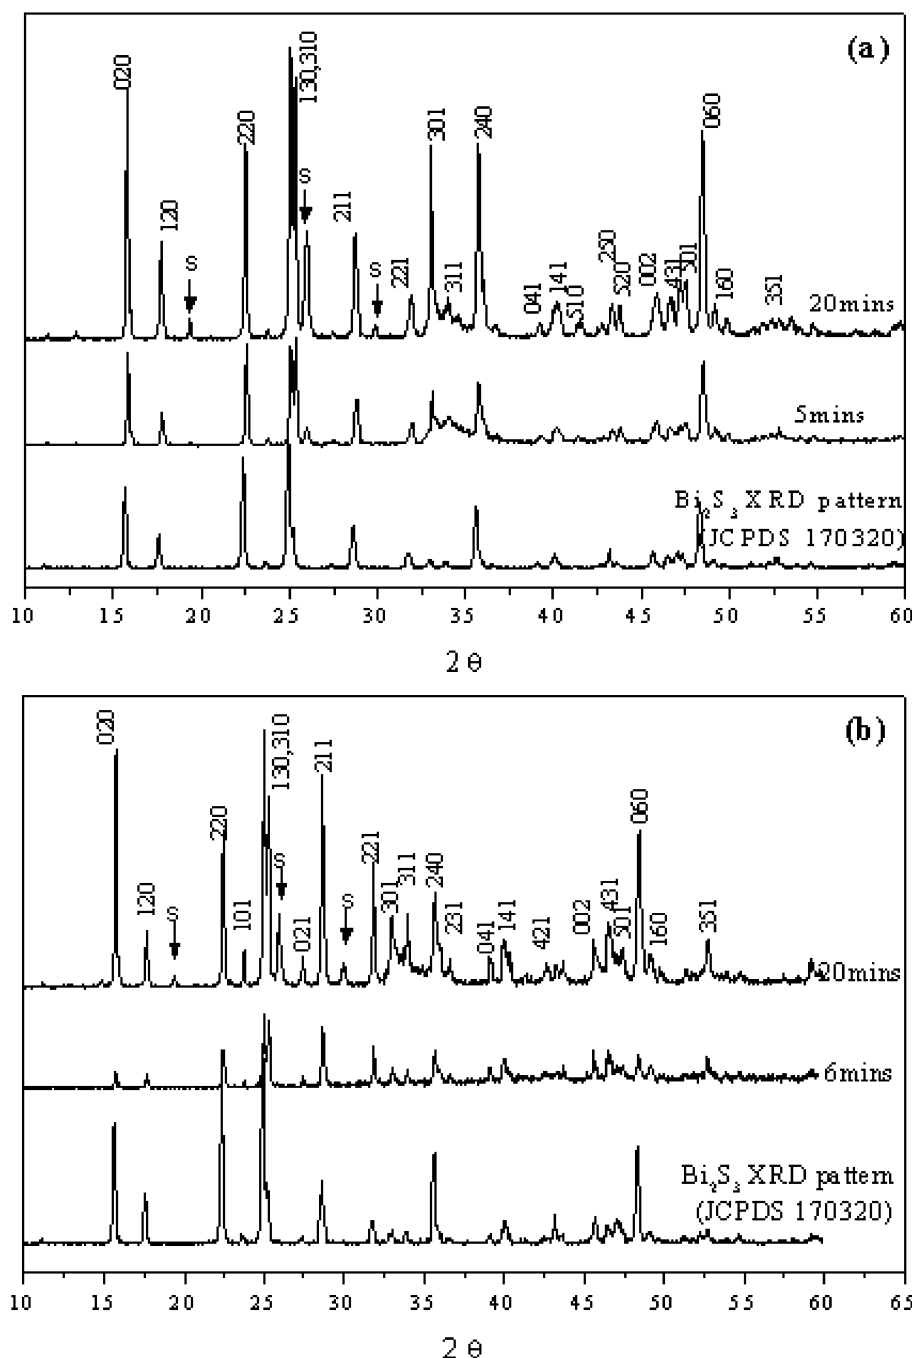 (a)
020
120
S
220
130,310
S
211
S
221
301
311
240
041
141
510
250
520
002
431
501
060
160
351
20mins
5mins
Bi₂S₃ XRD pattern
(JCPDS 170320)
10 15 20 25 30 35 40 45 50 55 60
2 θ
(b)
020
120
S
220
101
130,310
S
021
211
S
221
301
311
240
231
041
141
421
002
431
501
060
160
351
20mins
6mins
Bi₂S₃ XRD pattern
(JCPDS 170320)
10 15 20 25 30 35 40 45 50 55 60 65
2 θ